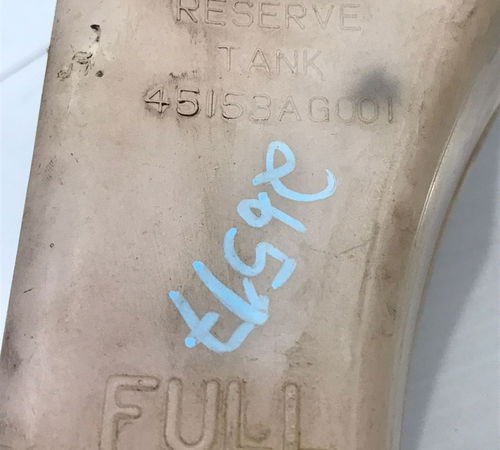 RESERVE
TANK
45153AG001
FULL